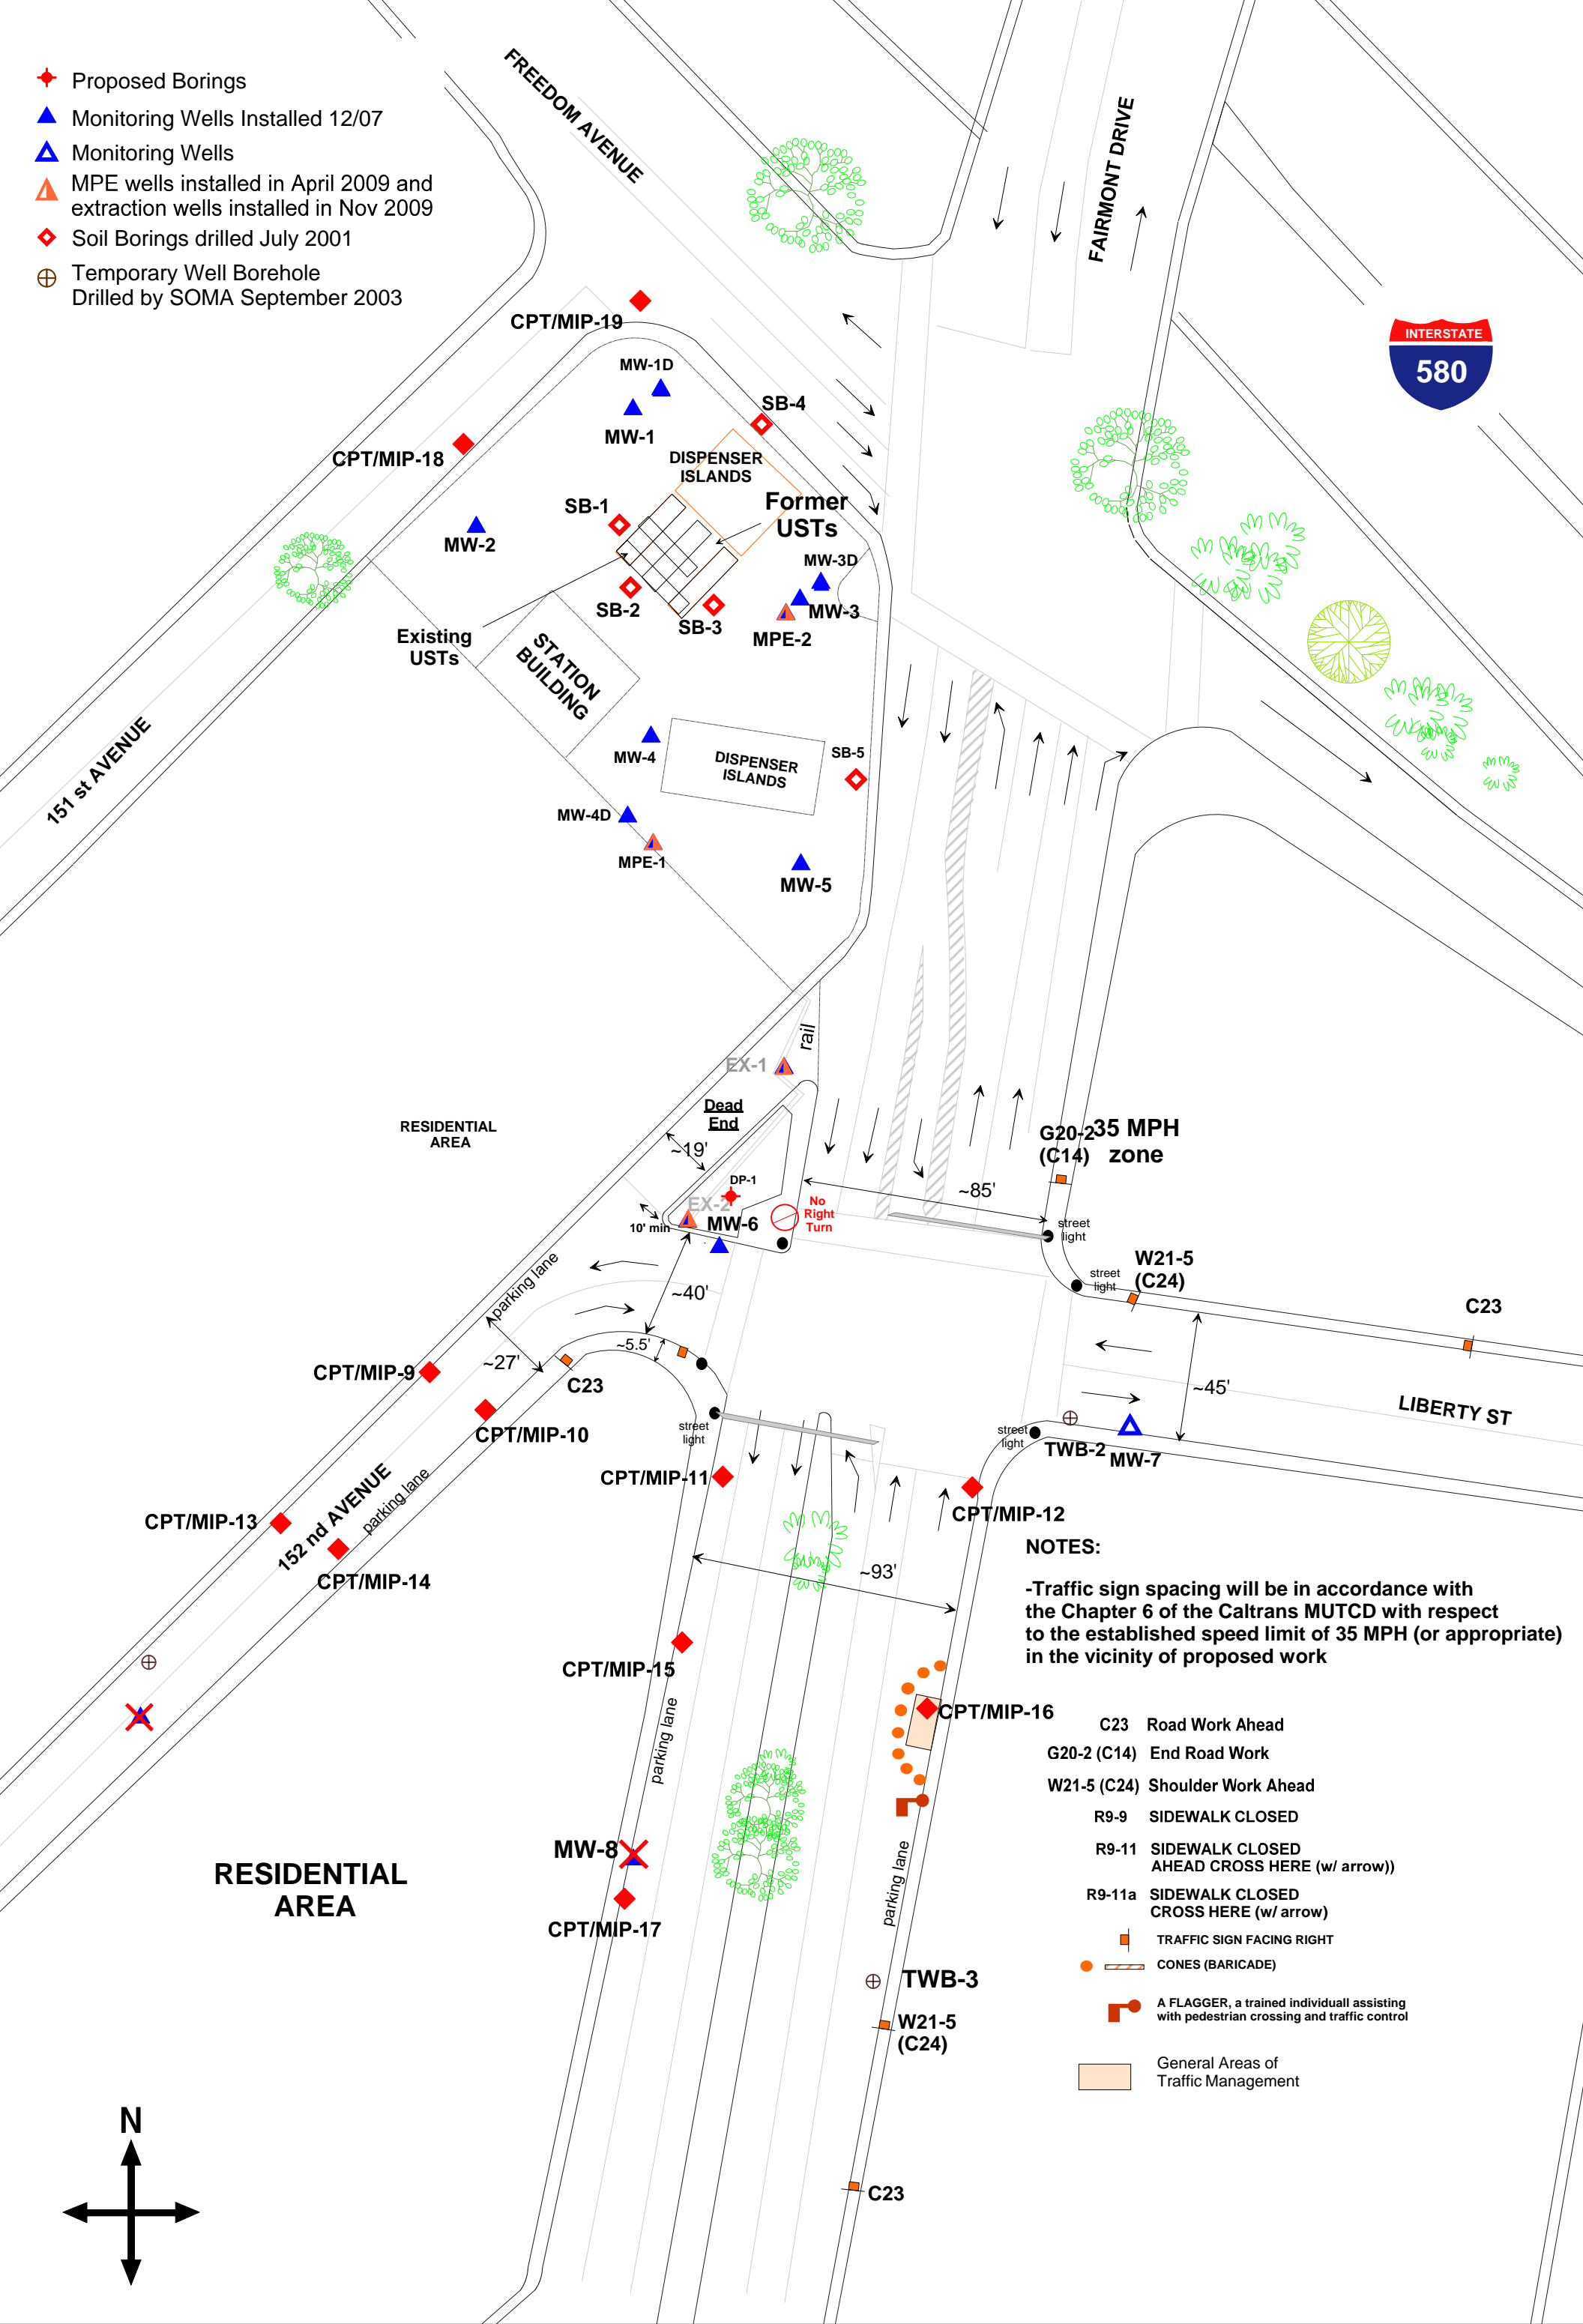 Proposed Borings
Monitoring Wells Installed 12/07
Monitoring Wells
MPE wells installed in April 2009 and
extraction wells installed in Nov 2009
Soil Borings drilled July 2001
Temporary Well Borehole
Drilled by SOMA September 2003
FREEDOM AVENUE
FAIRMONT DRIVE
INTERSTATE
580
CPT/MIP-19
MW-1D
MW-1
SB-4
CPT/MIP-18
DISPENSER
ISLANDS
Former
USTs
SB-1
MW-2
MW-3D
SB-2
MW-3
SB-3
MPE-2
Existing
USTs
STATION
BUILDING
151 st AVENUE
MW-4
DISPENSER
ISLANDS
SB-5
MW-4D
MPE-1
MW-5
rail
EX-1
Dead
End
RESIDENTIAL
AREA
~19'
G20-2
(C14)
35 MPH
zone
DP-1
~85'
EX-2
No
Right
Turn
10' min
MW-6
street
light
W21-5
(C24)
street
light
parking lane
~40'
C23
~5.5'
~27'
CPT/MIP-9
C23
~45'
LIBERTY ST
CPT/MIP-10
street
light
street
light
TWB-2
MW-7
CPT/MIP-11
CPT/MIP-12
CPT/MIP-13
152 nd AVENUE
parking lane
CPT/MIP-14
~93'
NOTES:
-Traffic sign spacing will be in accordance with
the Chapter 6 of the Caltrans MUTCD with respect
to the established speed limit of 35 MPH (or appropriate)
in the vicinity of proposed work
CPT/MIP-15
CPT/MIP-16
parking lane
C23 Road Work Ahead
G20-2 (C14) End Road Work
W21-5 (C24) Shoulder Work Ahead
R9-9 SIDEWALK CLOSED
R9-11 SIDEWALK CLOSED
AHEAD CROSS HERE (w/ arrow))
R9-11a SIDEWALK CLOSED
CROSS HERE (w/ arrow)
TRAFFIC SIGN FACING RIGHT
CONES (BARICADE)
A FLAGGER, a trained individuall assisting
with pedestrian crossing and traffic control
General Areas of
Traffic Management
MW-8
RESIDENTIAL
AREA
CPT/MIP-17
parking lane
TWB-3
W21-5
(C24)
C23
N